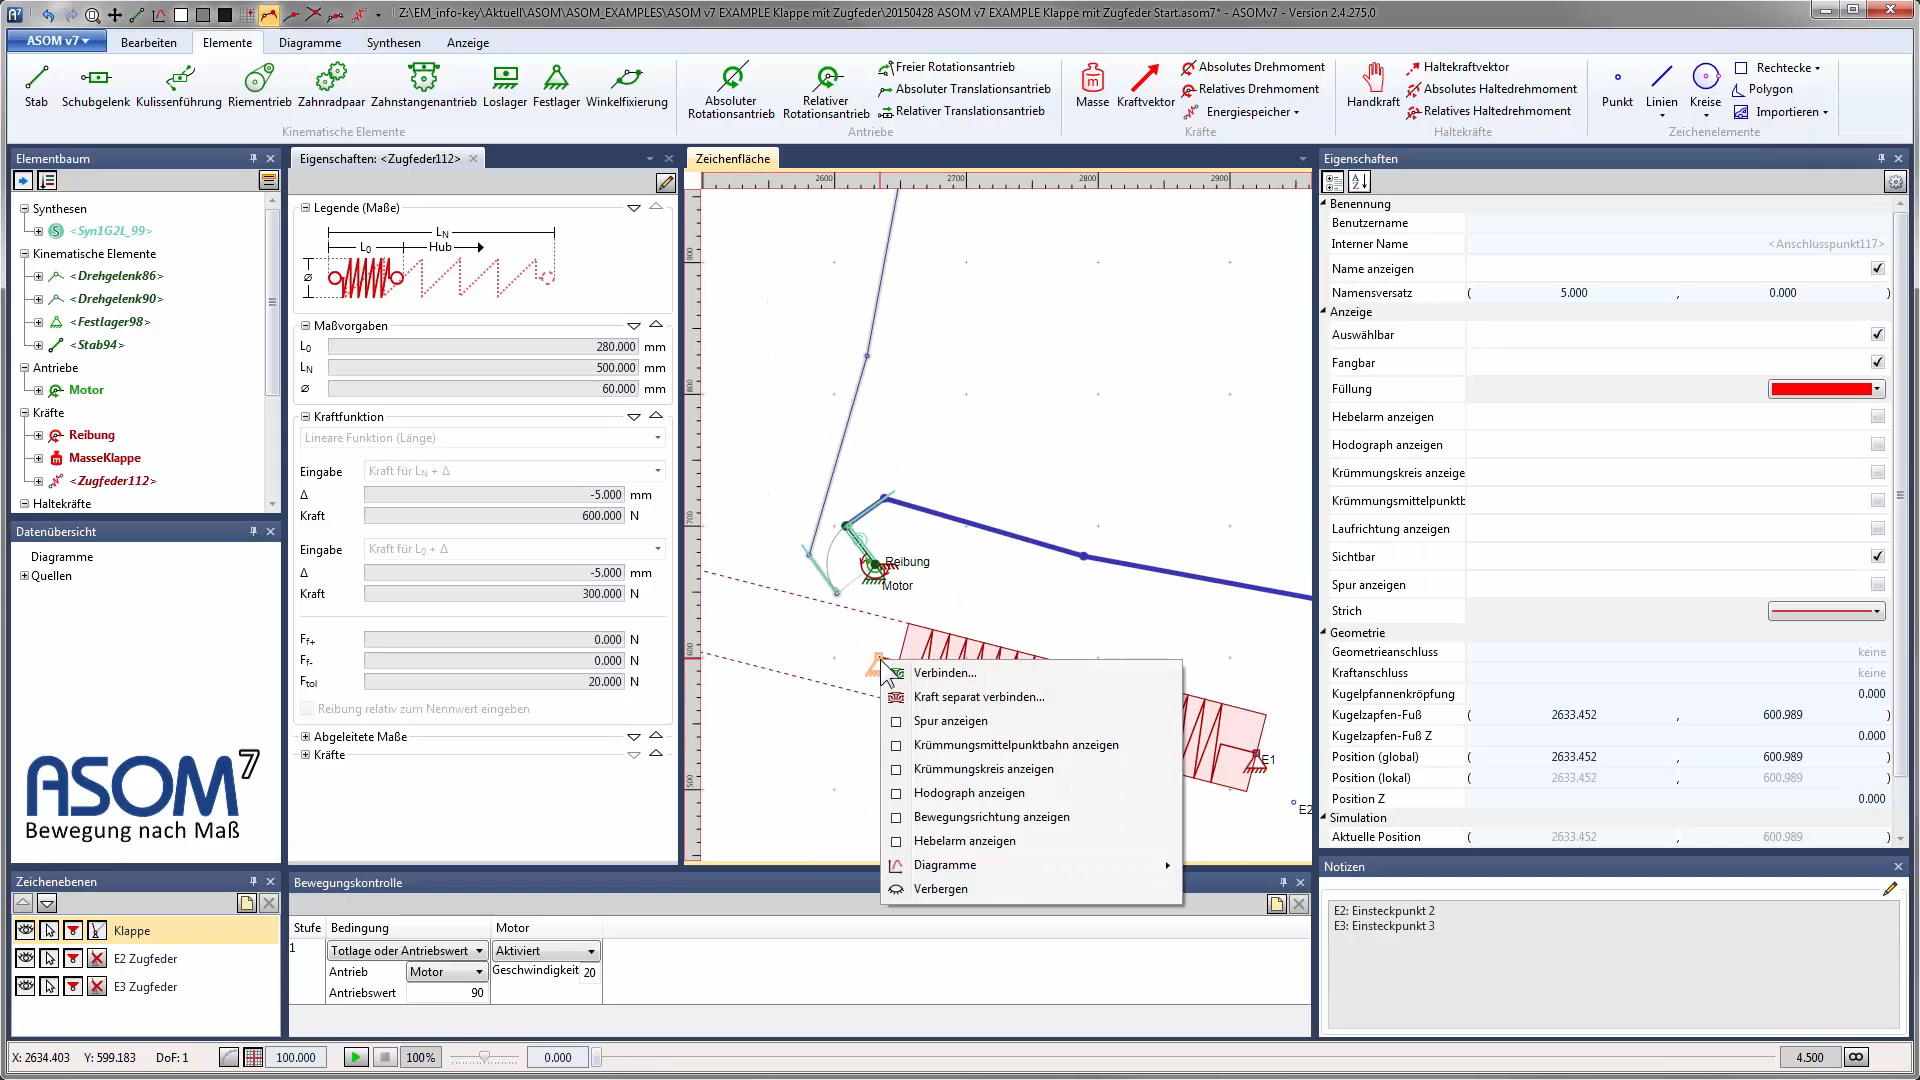 Z:\EM_info-key\Aktuell\ASOM\ASOM_EXAMPLES\ASOM v7 EXAMPLE Klappe mit Zugfeder\20150428 ASOM v7 EXAMPLE Klappe mit Zugfeder Start.asom7* - ASOMv7 - Version 2.4.275.0
ASOM v7 Bearbeiten Elemente Diagramme Synthesen Anzeige
Stab Schubgelenk Kulissenführung Riementrieb Zahnradpaar Zahnstangenantrieb Loslager Festlager Winkelfixierung
Kinematische Elemente
Absoluter Rotationsantrieb
Relativer Rotationsantrieb
Freier Rotationsantrieb
Absoluter Translationsantrieb
Relativer Translationsantrieb
Antriebe
Masse Kraftvektor
Absolutes Drehmoment
Relatives Drehmoment
Energiespeicher
Kräfte
Handkraft
Haltekraftvektor
Absolutes Haltedrehmoment
Relatives Haltedrehmoment
Haltekräfte
Punkt Linien Kreise
Rechtecke
Polygon
Importieren
Zeichenelemente
Elementbaum
Synthesen
<Syn1G2L_99>
Kinematische Elemente
<Drehgelenk86>
<Drehgelenk90>
<Festlager98>
<Stab94>
Antriebe
Motor
Kräfte
Reibung
MasseKlappe
<Zugfeder112>
Haltekräfte
Datenübersicht
Diagramme
Quellen
ASOM7
Bewegung nach Maß
Zeichenebenen
Klappe
E2 Zugfeder
E3 Zugfeder
Eigenschaften: <Zugfeder112>
Legende (Maße)
LN
L0 Hub
⌀
Maßvorgaben
L0 280.000 mm
LN 500.000 mm
⌀ 60.000 mm
Kraftfunktion
Lineare Funktion (Länge)
Eingabe Kraft für LN + Δ
Δ -5.000 mm
Kraft 600.000 N
Eingabe Kraft für L0 + Δ
Δ -5.000 mm
Kraft 300.000 N
Ff+ 0.000 N
Ff- 0.000 N
Ftol 20.000 N
Reibung relativ zum Nennwert eingeben
Abgeleitete Maße
Kräfte
Zeichenfläche
2600 2700 2800 2900
900
800
700
600
500
Reibung
Motor
E1
E2
Verbinden...
Kraft separat verbinden...
Spur anzeigen
Krümmungsmittelpunktbahn anzeigen
Krümmungskreis anzeigen
Hodograph anzeigen
Bewegungsrichtung anzeigen
Hebelarm anzeigen
Diagramme
Verbergen
Bewegungskontrolle
Stufe Bedingung Motor
1 Totlage oder Antriebswert Aktiviert
Antrieb Motor Geschwindigkeit 20
Antriebswert 90
Eigenschaften
Benennung
Benutzername
Interner Name <Anschlusspunkt117>
Name anzeigen
Namensversatz ( 5.000 , 0.000 )
Anzeige
Auswählbar
Fangbar
Füllung
Hebelarm anzeigen
Hodograph anzeigen
Krümmungskreis anzeige
Krümmungsmittelpunktb
Laufrichtung anzeigen
Sichtbar
Spur anzeigen
Strich
Geometrie
Geometrieanschluss keine
Kraftanschluss keine
Kugelpfannenkröpfung 0.000
Kugelzapfen-Fuß ( 2633.452 , 600.989 )
Kugelzapfen-Fuß Z 0.000
Position (global) ( 2633.452 , 600.989 )
Position (lokal) ( 2633.452 , 600.989 )
Position Z 0.000
Simulation
Aktuelle Position ( 2633.452 , 600.989 )
Notizen
E2: Einsteckpunkt 2
E3: Einsteckpunkt 3
X: 2634.403 Y: 599.183 DoF: 1 100.000 100% 0.000 4.500